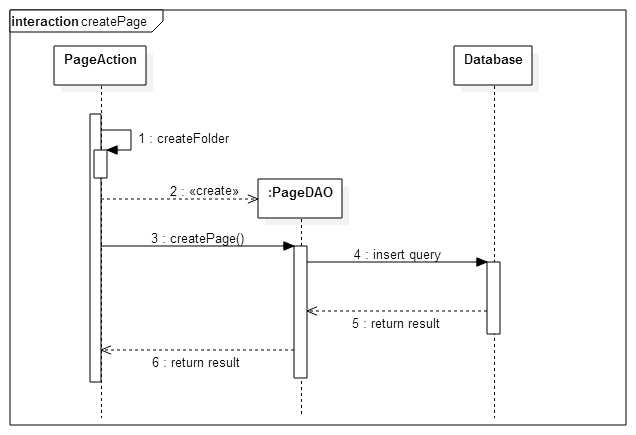 interaction createPage
PageAction
Database
1 : createFolder
2 : «create»
:PageDAO
3 : createPage()
4 : insert query
5 : return result
6 : return result